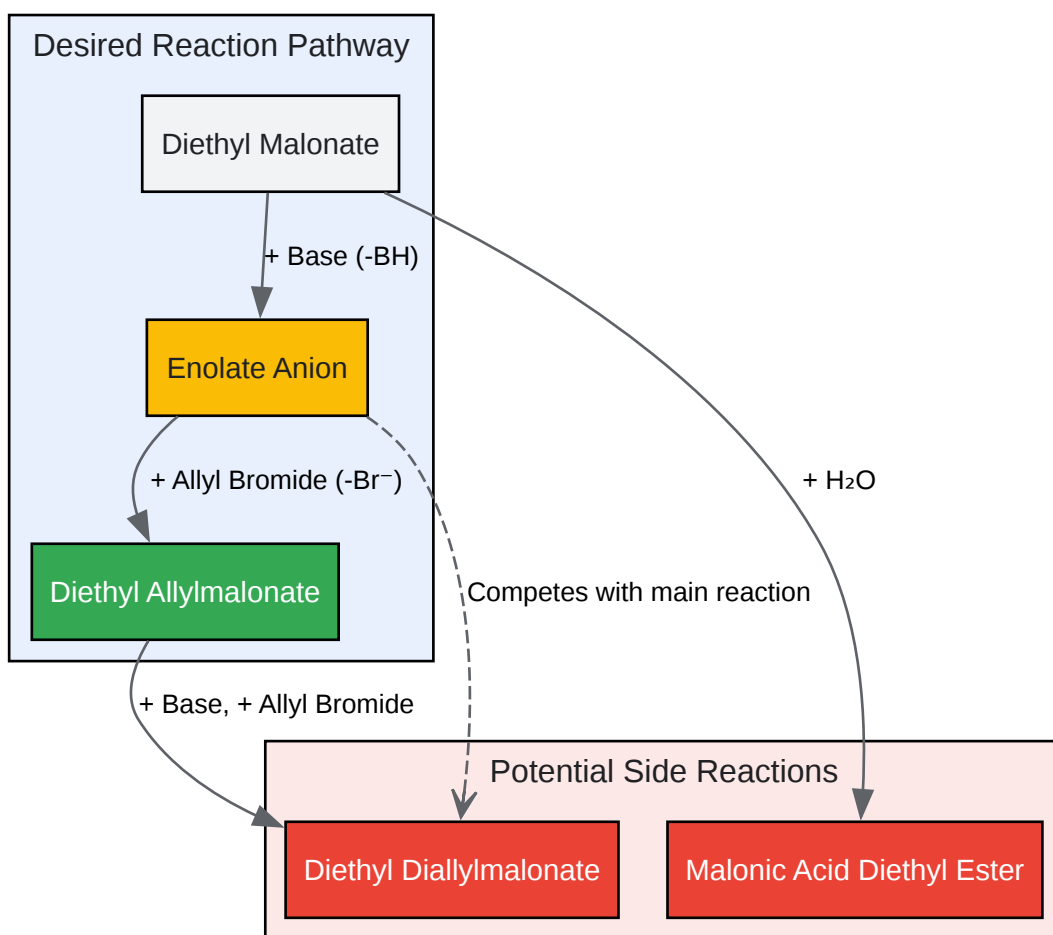 Desired Reaction Pathway
Diethyl Malonate
+ Base (-BH)
Enolate Anion
+ Allyl Bromide (-Br⁻)
+ H₂O
Diethyl Allylmalonate
Competes with main reaction
+ Base, + Allyl Bromide
Potential Side Reactions
Diethyl Diallylmalonate
Malonic Acid Diethyl Ester